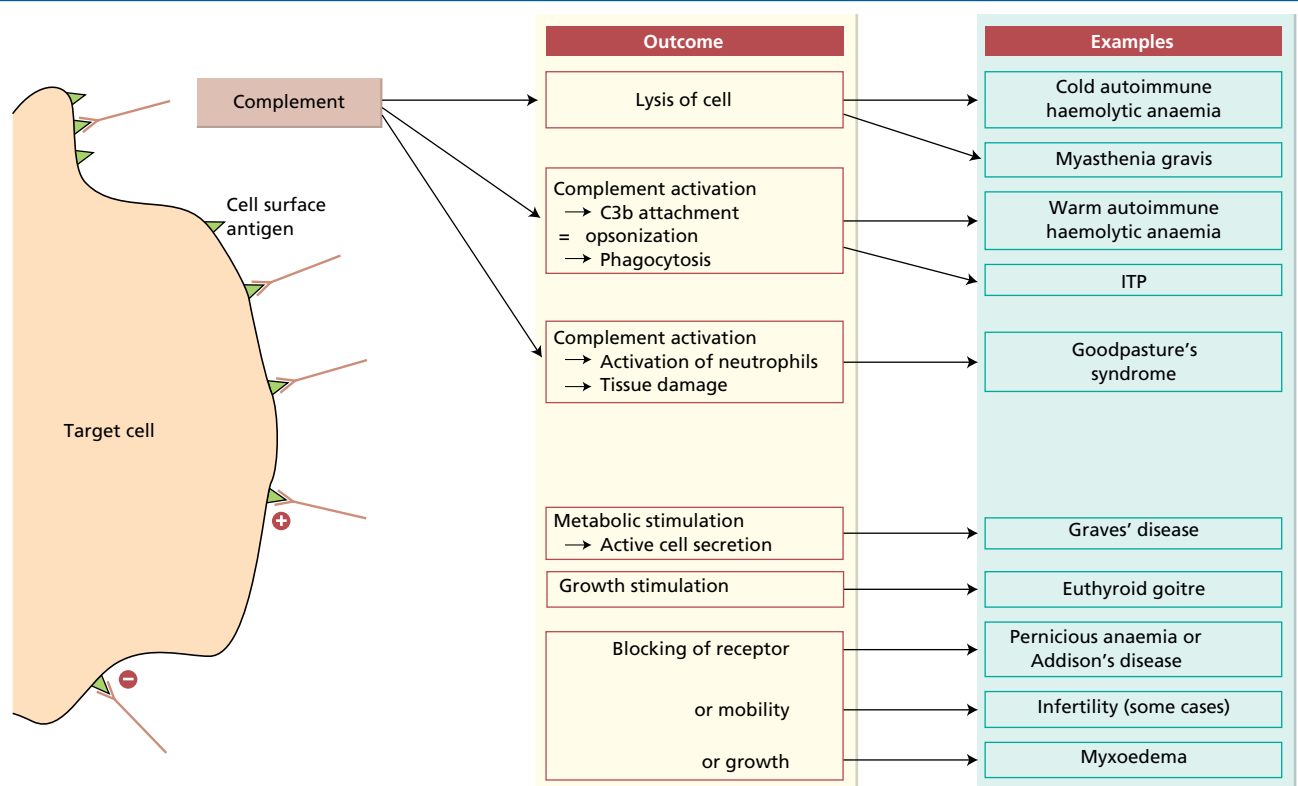 Outcome
Examples
Complement
Lysis of cell
Cold autoimmune
haemolytic anaemia
Myasthenia gravis
Complement activation
→ C3b attachment
= opsonization
→ Phagocytosis
Warm autoimmune
haemolytic anaemia
ITP
Cell surface
antigen
Complement activation
→ Activation of neutrophils
→ Tissue damage
Goodpasture’s
syndrome
Target cell
+
Metabolic stimulation
→ Active cell secretion
Graves’ disease
Growth stimulation
Euthyroid goitre
Blocking of receptor
Pernicious anaemia or
Addison’s disease
−
or mobility
Infertility (some cases)
or growth
Myxoedema